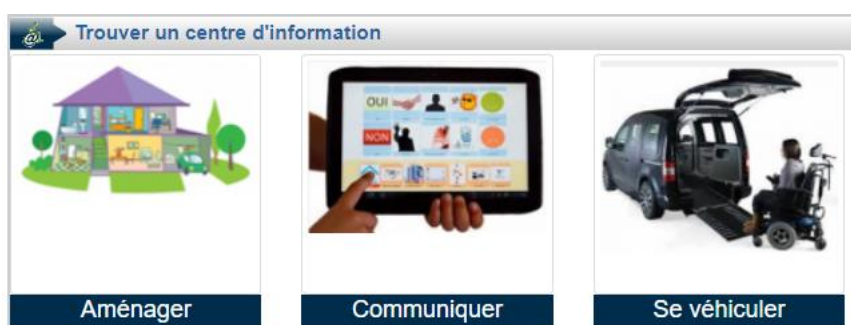 Trouver un centre d'information
OUI
NON
Aménager
Communiquer
Se véhiculer